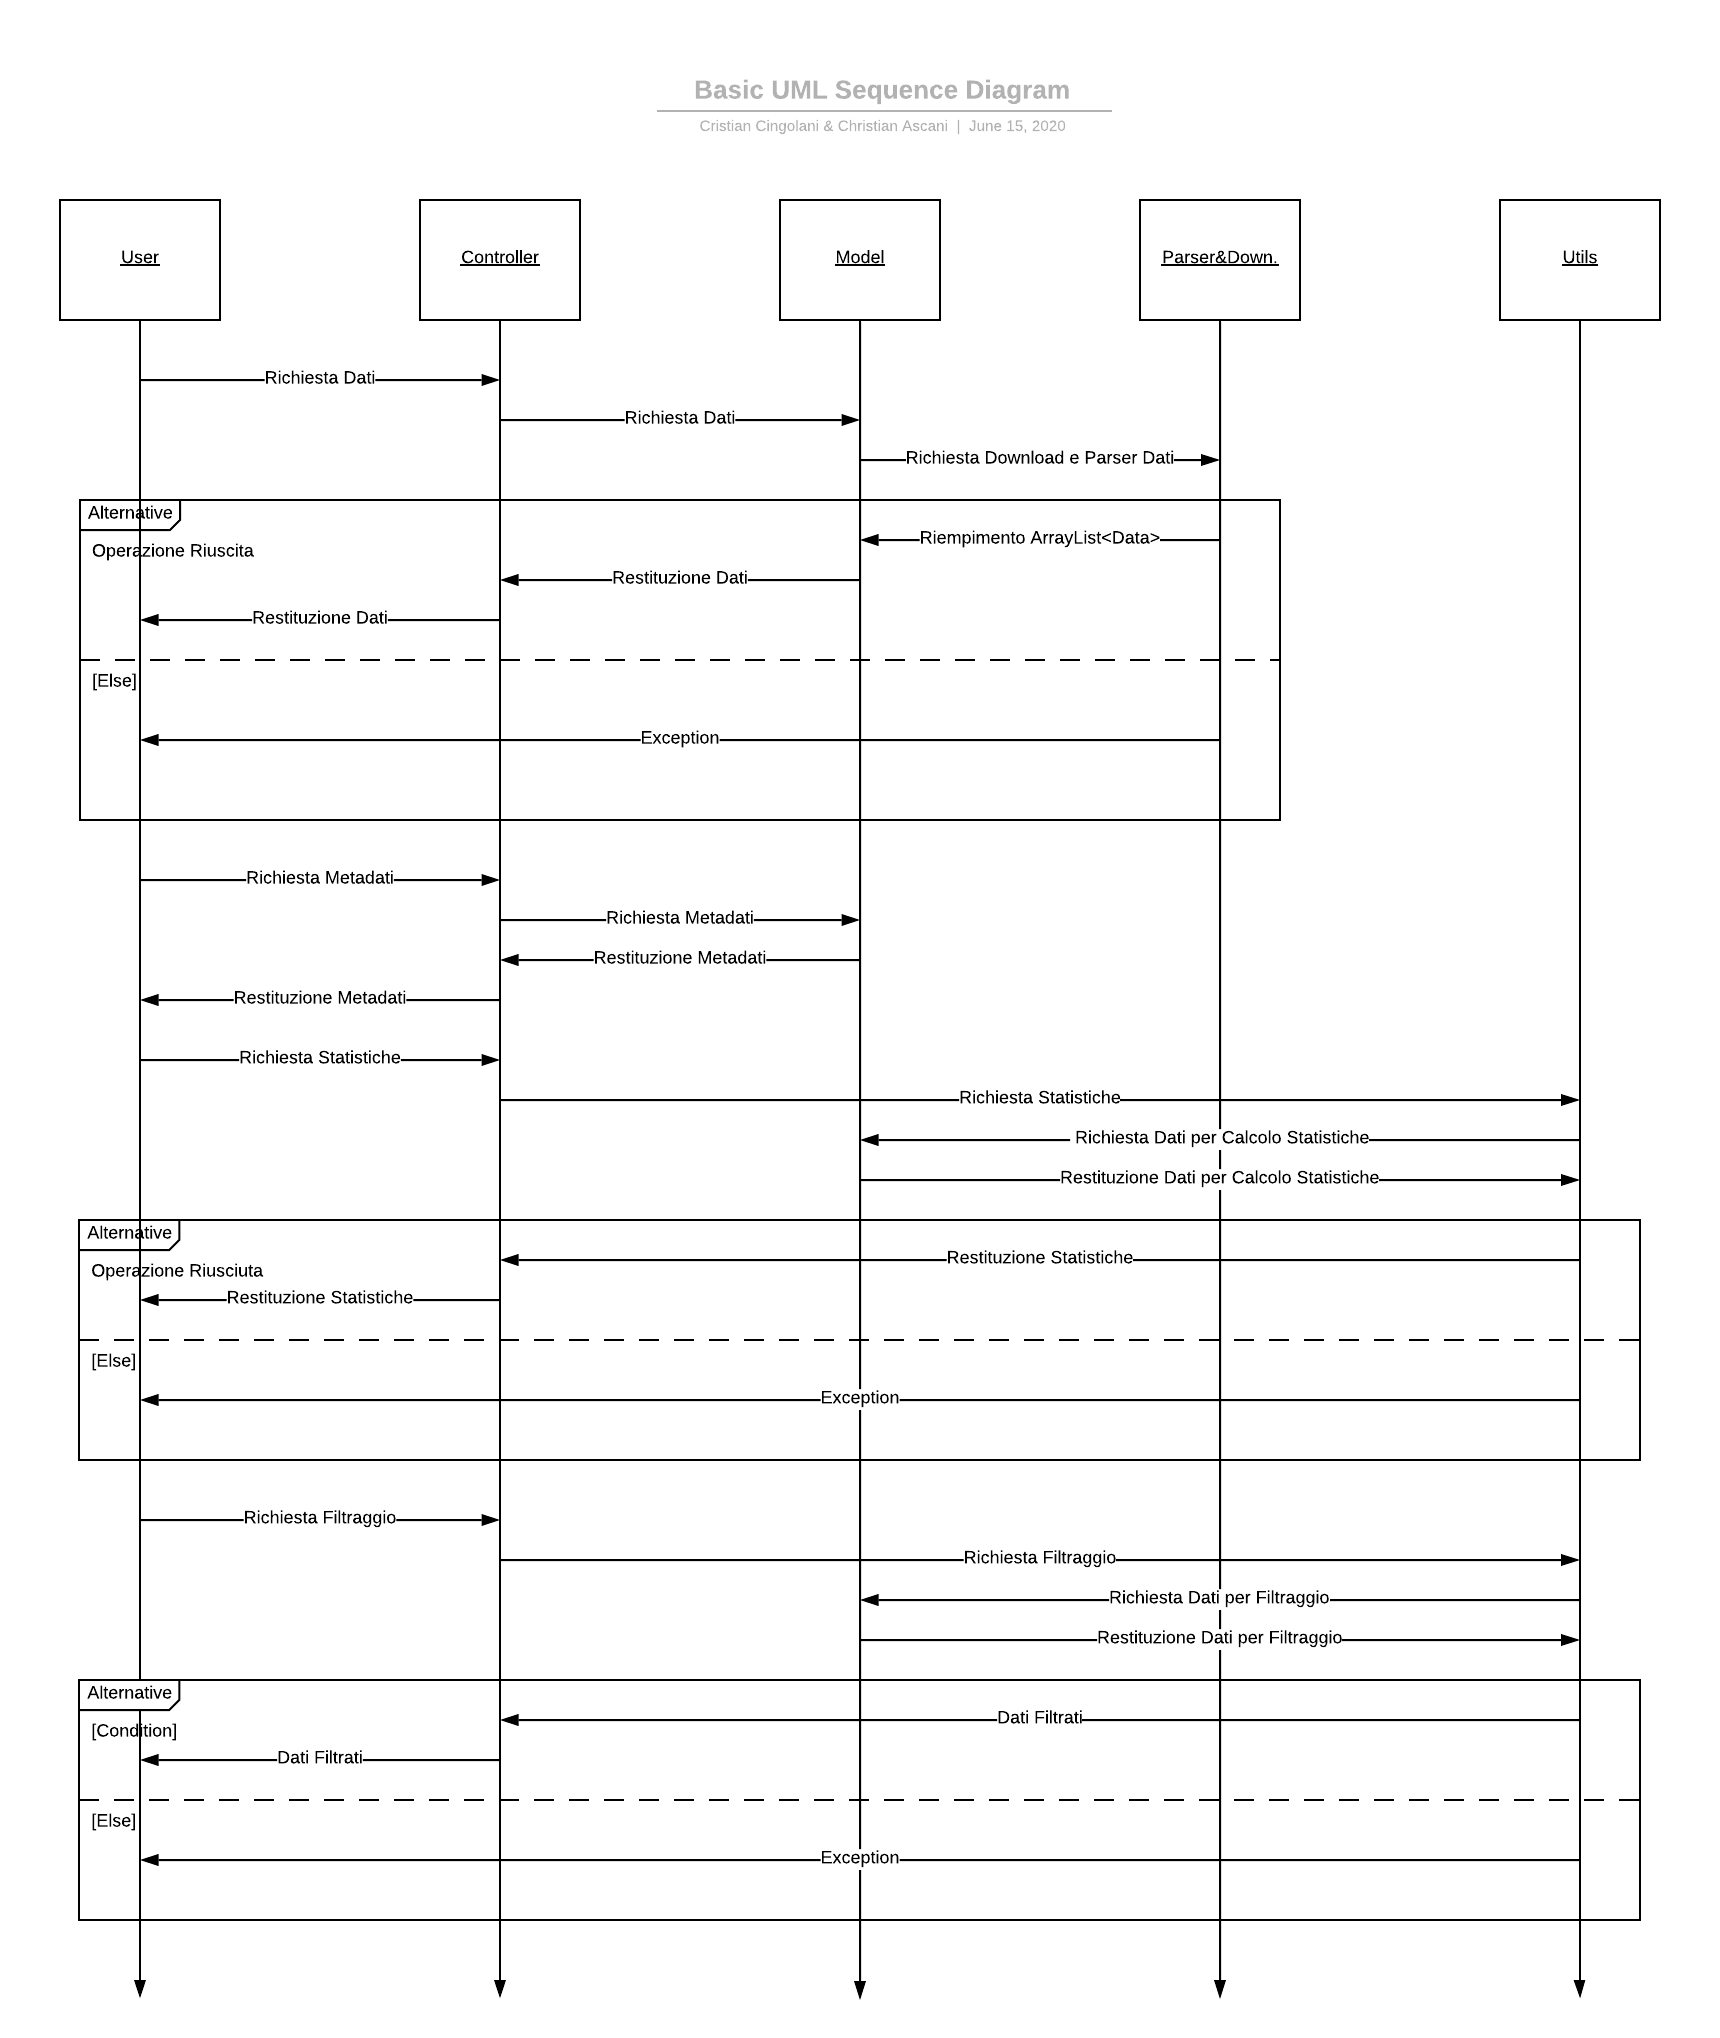 Basic UML Sequence Diagram
Cristian Cingolani & Christian Ascani | June 15, 2020
User
Controller
Model
Parser&Down.
Utils
Richiesta Dati
Richiesta Dati
Richiesta Download e Parser Dati
Alternative
Operazione Riuscita
Riempimento ArrayList<Data>
Restituzione Dati
Restituzione Dati
[Else]
Exception
Richiesta Metadati
Richiesta Metadati
Restituzione Metadati
Restituzione Metadati
Richiesta Statistiche
Richiesta Statistiche
Richiesta Dati per Calcolo Statistiche
Restituzione Dati per Calcolo Statistiche
Alternative
Restituzione Statistiche
Operazione Riusciuta
Restituzione Statistiche
[Else]
Exception
Richiesta Filtraggio
Richiesta Filtraggio
Richiesta Dati per Filtraggio
Restituzione Dati per Filtraggio
Alternative
Dati Filtrati
[Condition]
Dati Filtrati
[Else]
Exception